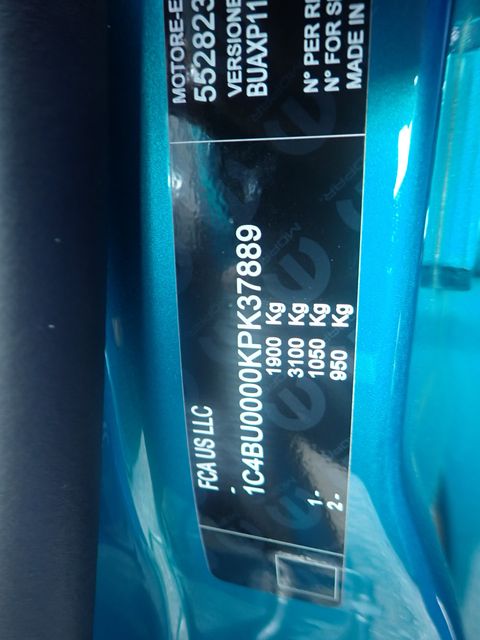 FCA US LLC
-
1C4BU0000KPK37889
1900 Kg
3100 Kg
1- 1050 Kg
2- 950 Kg
MOTORE-E
552823
VERSIONE
BUAXP11
N° PER RI
N° FOR S
MADE IN